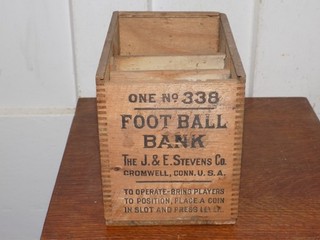 ONE No 338
FOOT BALL
BANK
THE J. & E. STEVENS CO.
CROMWELL, CONN. U.S.A.
TO OPERATE-BRING PLAYERS
TO POSITION, PLACE A COIN
IN SLOT AND PRESS LEVER